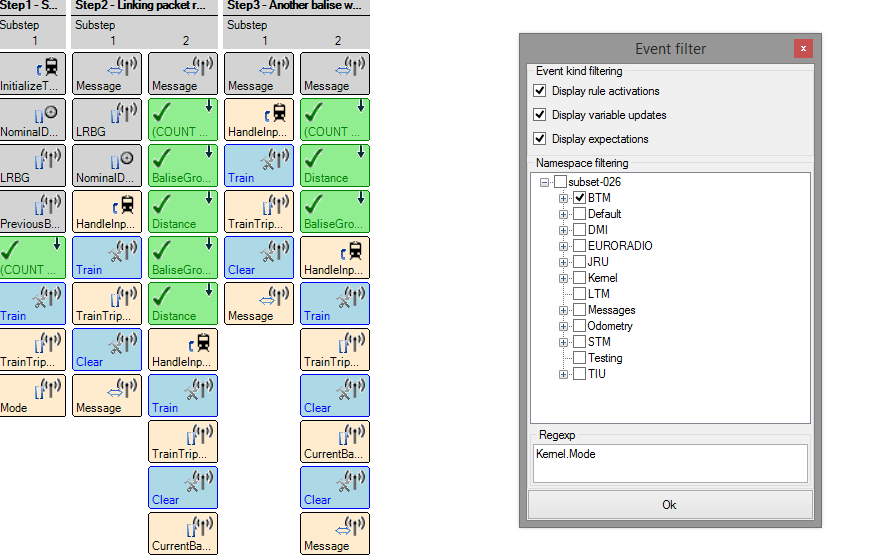 Step1 - S...
Substep
1
InitializeT...
NominalD...
LRBG
PreviousB...
(COUNT ...
Train
TrainTrip...
Mode
Step2 - Linking packet r...
Substep
1
2
Message
LRBG
NominalD...
HandleInp...
Train
TrainTrip...
Clear
Message
Message
(COUNT ...
BaliseGro...
Distance
BaliseGro...
Distance
HandleInp...
Train
TrainTrip...
Clear
CurrentBa...
Step3 - Another balise w...
Substep
1
2
Message
HandleInp...
Train
TrainTrip...
Clear
Message
Message
(COUNT ...
Distance
BaliseGro...
HandleInp...
Train
TrainTrip...
Clear
CurrentBa...
Clear
Message
Event filter
x
Event kind filtering
Display rule activations
Display variable updates
Display expectations
Namespace filtering
subset-026
BTM
Default
DMI
EURORADIO
JRU
Kernel
LTM
Messages
Odometry
STM
Testing
TIU
Regexp
Kernel.Mode
Ok